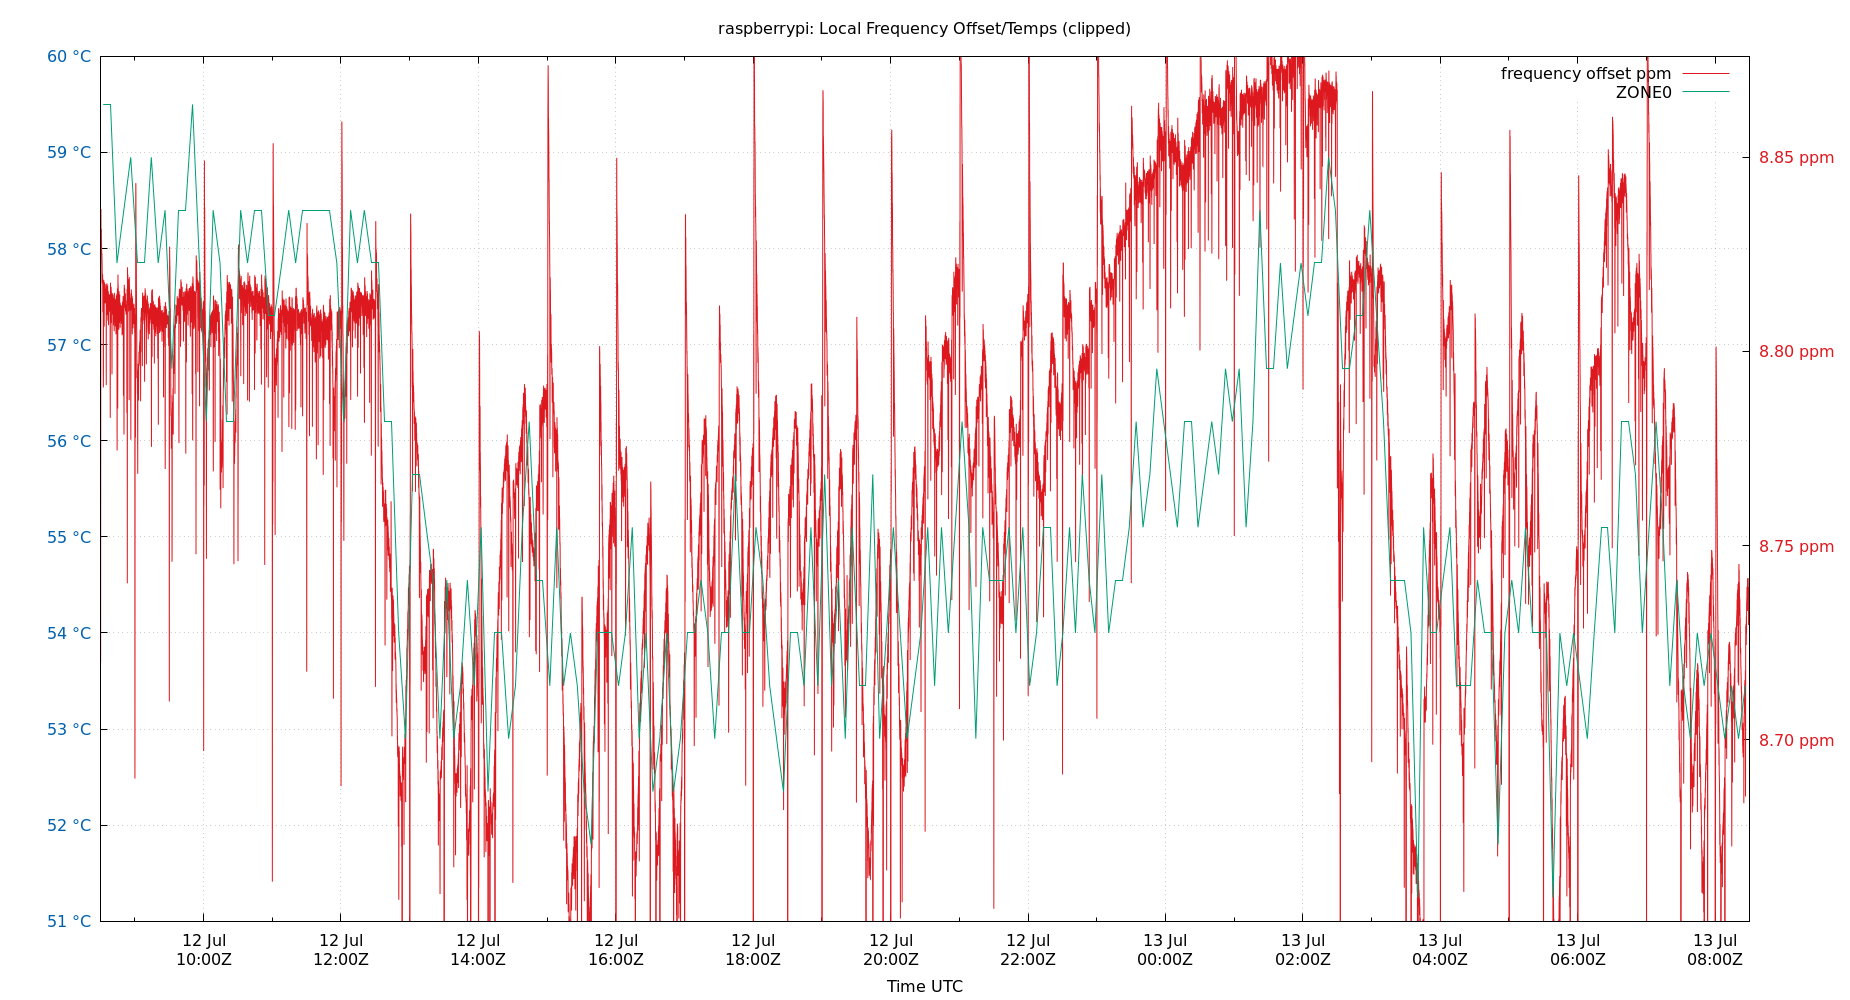 raspberrypi: Local Frequency Offset/Temps (clipped)
frequency offset ppm
ZONE0
60 °C
59 °C
58 °C
57 °C
56 °C
55 °C
54 °C
53 °C
52 °C
51 °C
8.85 ppm
8.80 ppm
8.75 ppm
8.70 ppm
12 Jul 12 Jul 12 Jul 12 Jul 12 Jul 12 Jul 12 Jul 13 Jul 13 Jul 13 Jul 13 Jul 13 Jul
10:00Z 12:00Z 14:00Z 16:00Z 18:00Z 20:00Z 22:00Z 00:00Z 02:00Z 04:00Z 06:00Z 08:00Z
Time UTC